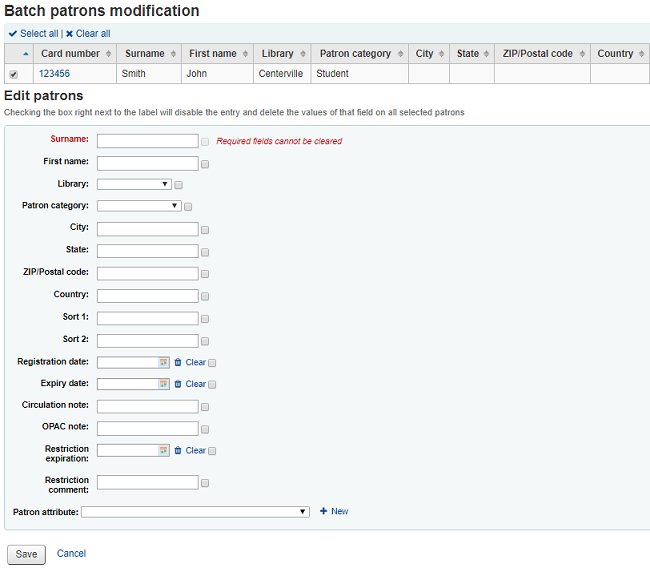 Batch patrons modification
Select all | Clear all
Card number Surname First name Library Patron category City State ZIP/Postal code Country
123456 Smith John Centerville Student
Edit patrons
Checking the box right next to the label will disable the entry and delete the values of that field on all selected patrons
Surname: Required fields cannot be cleared
First name:
Library:
Patron category:
City:
State:
ZIP/Postal code:
Country:
Sort 1:
Sort 2:
Registration date: Clear
Expiry date: Clear
Circulation note:
OPAC note:
Restriction
expiration: Clear
Restriction
comment:
Patron attribute: + New
Save Cancel